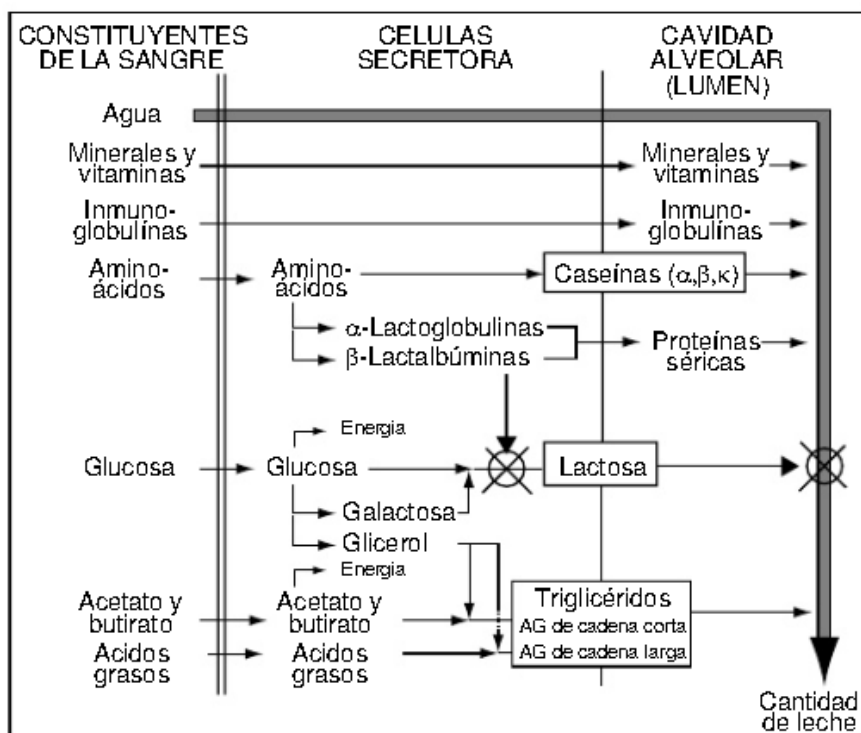 CONSTITUYENTES
DE LA SANGRE
CELULAS
SECRETORA
CAVIDAD
ALVEOLAR
(LUMEN)
Agua
Minerales y
vitaminas
Minerales y
vitaminas
Inmuno-
globulínas
Inmuno-
globulínas
Amino-
ácidos
Amino-
ácidos
Caseínas (α,β,κ)
α-Lactoglobulinas
β-Lactalbúminas
Proteínas
séricas
Energia
Glucosa
Glucosa
Lactosa
Galactosa
Glicerol
Energia
Acetato y
butirato
Acetato y
butirato
Triglicéridos
AG de cadena corta
AG de cadena larga
Acidos
grasos
Acidos
grasos
Cantidad
de leche